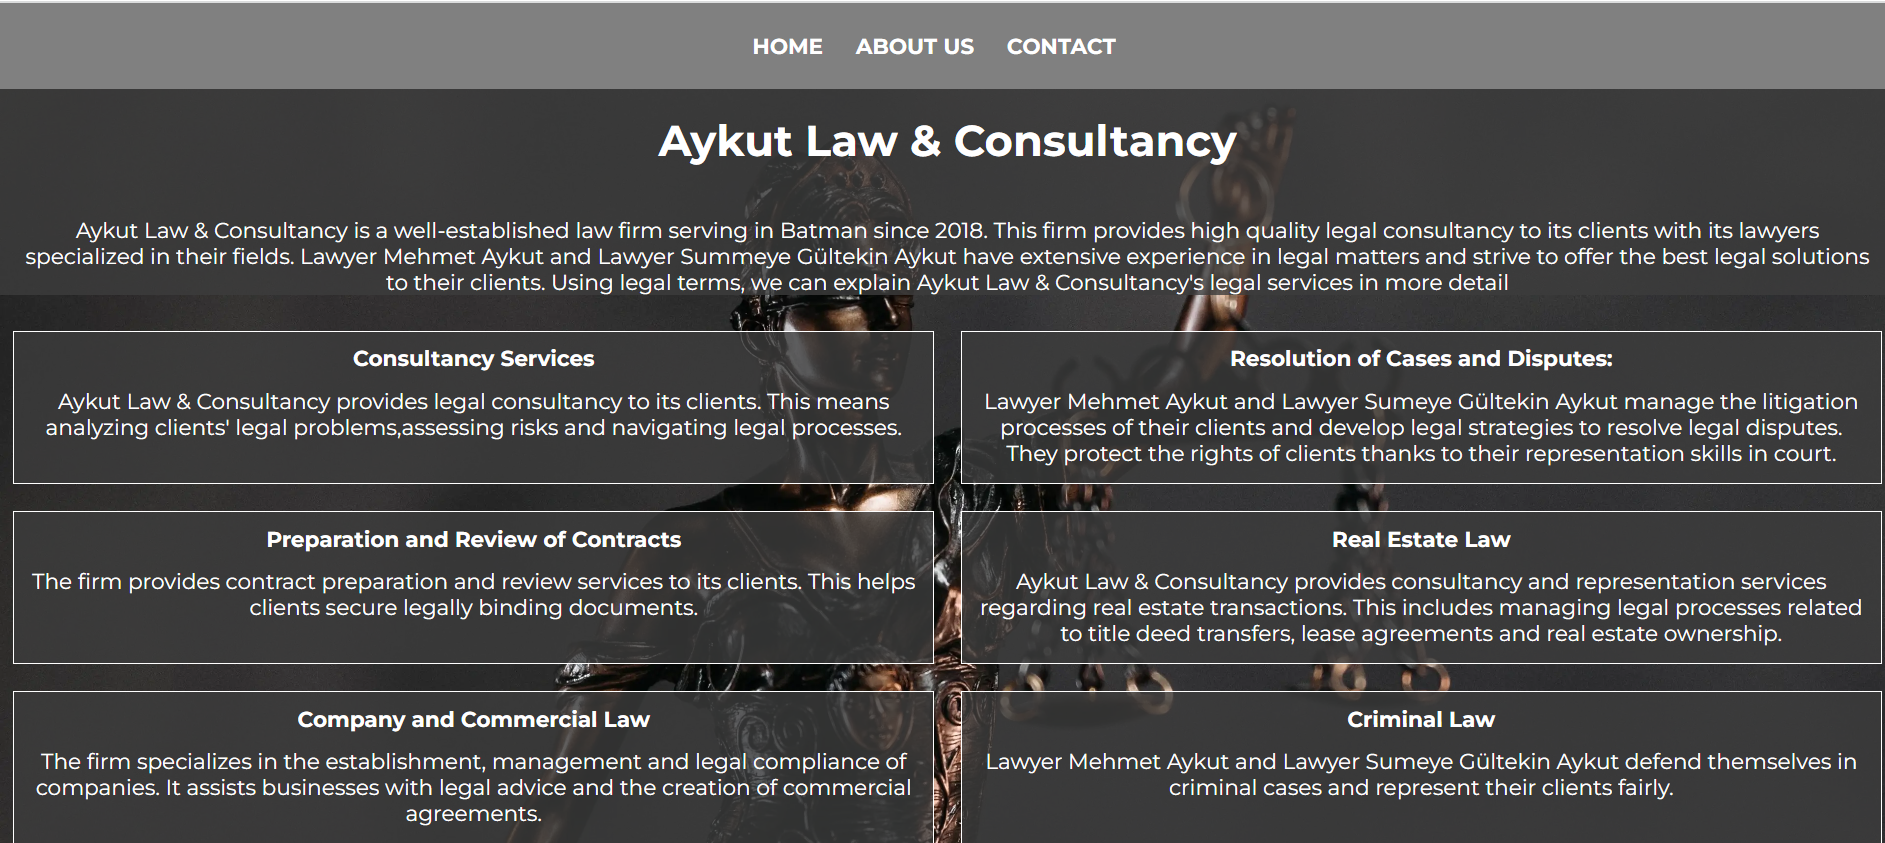 HOME ABOUT US CONTACT
Aykut Law & Consultancy
Aykut Law & Consultancy is a well-established law firm serving in Batman since 2018. This firm provides high quality legal consultancy to its clients with its lawyers
specialized in their fields. Lawyer Mehmet Aykut and Lawyer Summeye Gültekin Aykut have extensive experience in legal matters and strive to offer the best legal solutions
to their clients. Using legal terms, we can explain Aykut Law & Consultancy's legal services in more detail
Consultancy Services
Aykut Law & Consultancy provides legal consultancy to its clients. This means
analyzing clients' legal problems,assessing risks and navigating legal processes.
Resolution of Cases and Disputes:
Lawyer Mehmet Aykut and Lawyer Sumeye Gültekin Aykut manage the litigation
processes of their clients and develop legal strategies to resolve legal disputes.
They protect the rights of clients thanks to their representation skills in court.
Preparation and Review of Contracts
The firm provides contract preparation and review services to its clients. This helps
clients secure legally binding documents.
Real Estate Law
Aykut Law & Consultancy provides consultancy and representation services
regarding real estate transactions. This includes managing legal processes related
to title deed transfers, lease agreements and real estate ownership.
Company and Commercial Law
The firm specializes in the establishment, management and legal compliance of
companies. It assists businesses with legal advice and the creation of commercial
agreements.
Criminal Law
Lawyer Mehmet Aykut and Lawyer Sumeye Gültekin Aykut defend themselves in
criminal cases and represent their clients fairly.